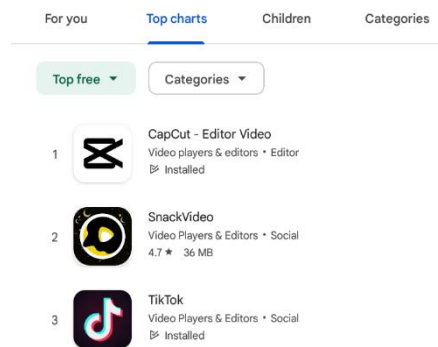 For you Top charts Children Categories
Top free Categories
1
CapCut - Editor Video
Video players & editors • Editor
Installed
2
SnackVideo
Video Players & Editors • Social
4.7 ★ 36 MB
3
TikTok
Video Players & Editors • Social
Installed